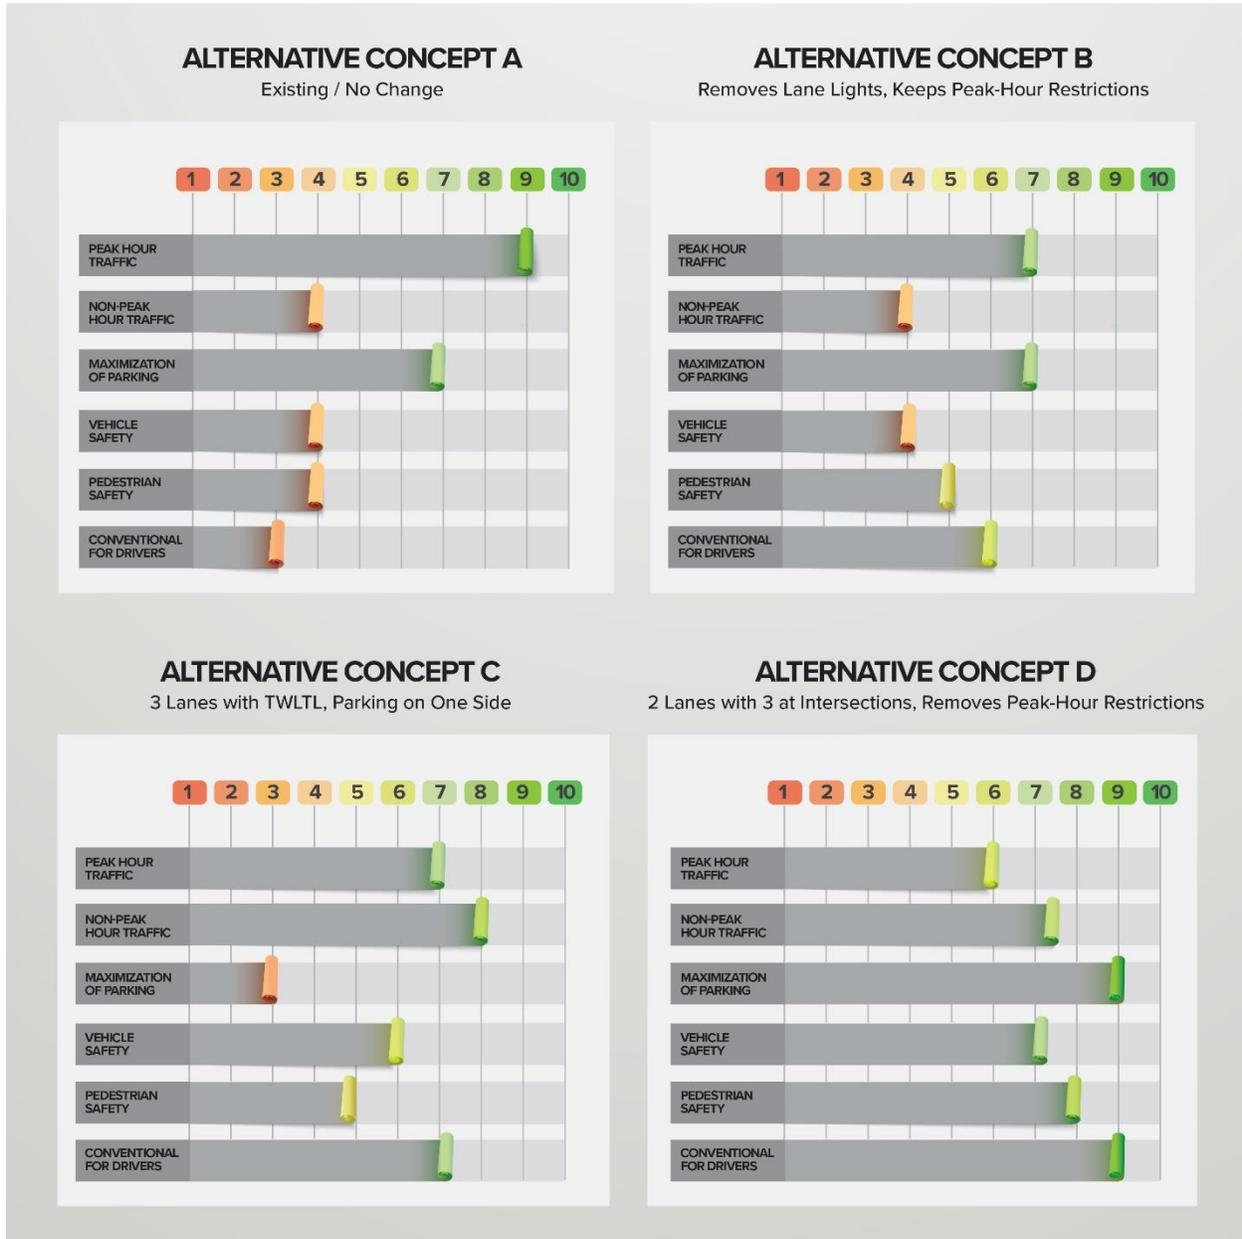 ALTERNATIVE CONCEPT A
Existing / No Change
1 2 3 4 5 6 7 8 9 10
PEAK HOUR
TRAFFIC
NON-PEAK
HOUR TRAFFIC
MAXIMIZATION
OF PARKING
VEHICLE
SAFETY
PEDESTRIAN
SAFETY
CONVENTIONAL
FOR DRIVERS
ALTERNATIVE CONCEPT B
Removes Lane Lights, Keeps Peak-Hour Restrictions
1 2 3 4 5 6 7 8 9 10
PEAK HOUR
TRAFFIC
NON-PEAK
HOUR TRAFFIC
MAXIMIZATION
OF PARKING
VEHICLE
SAFETY
PEDESTRIAN
SAFETY
CONVENTIONAL
FOR DRIVERS
ALTERNATIVE CONCEPT C
3 Lanes with TWLTL, Parking on One Side
1 2 3 4 5 6 7 8 9 10
PEAK HOUR
TRAFFIC
NON-PEAK
HOUR TRAFFIC
MAXIMIZATION
OF PARKING
VEHICLE
SAFETY
PEDESTRIAN
SAFETY
CONVENTIONAL
FOR DRIVERS
ALTERNATIVE CONCEPT D
2 Lanes with 3 at Intersections, Removes Peak-Hour Restrictions
1 2 3 4 5 6 7 8 9 10
PEAK HOUR
TRAFFIC
NON-PEAK
HOUR TRAFFIC
MAXIMIZATION
OF PARKING
VEHICLE
SAFETY
PEDESTRIAN
SAFETY
CONVENTIONAL
FOR DRIVERS